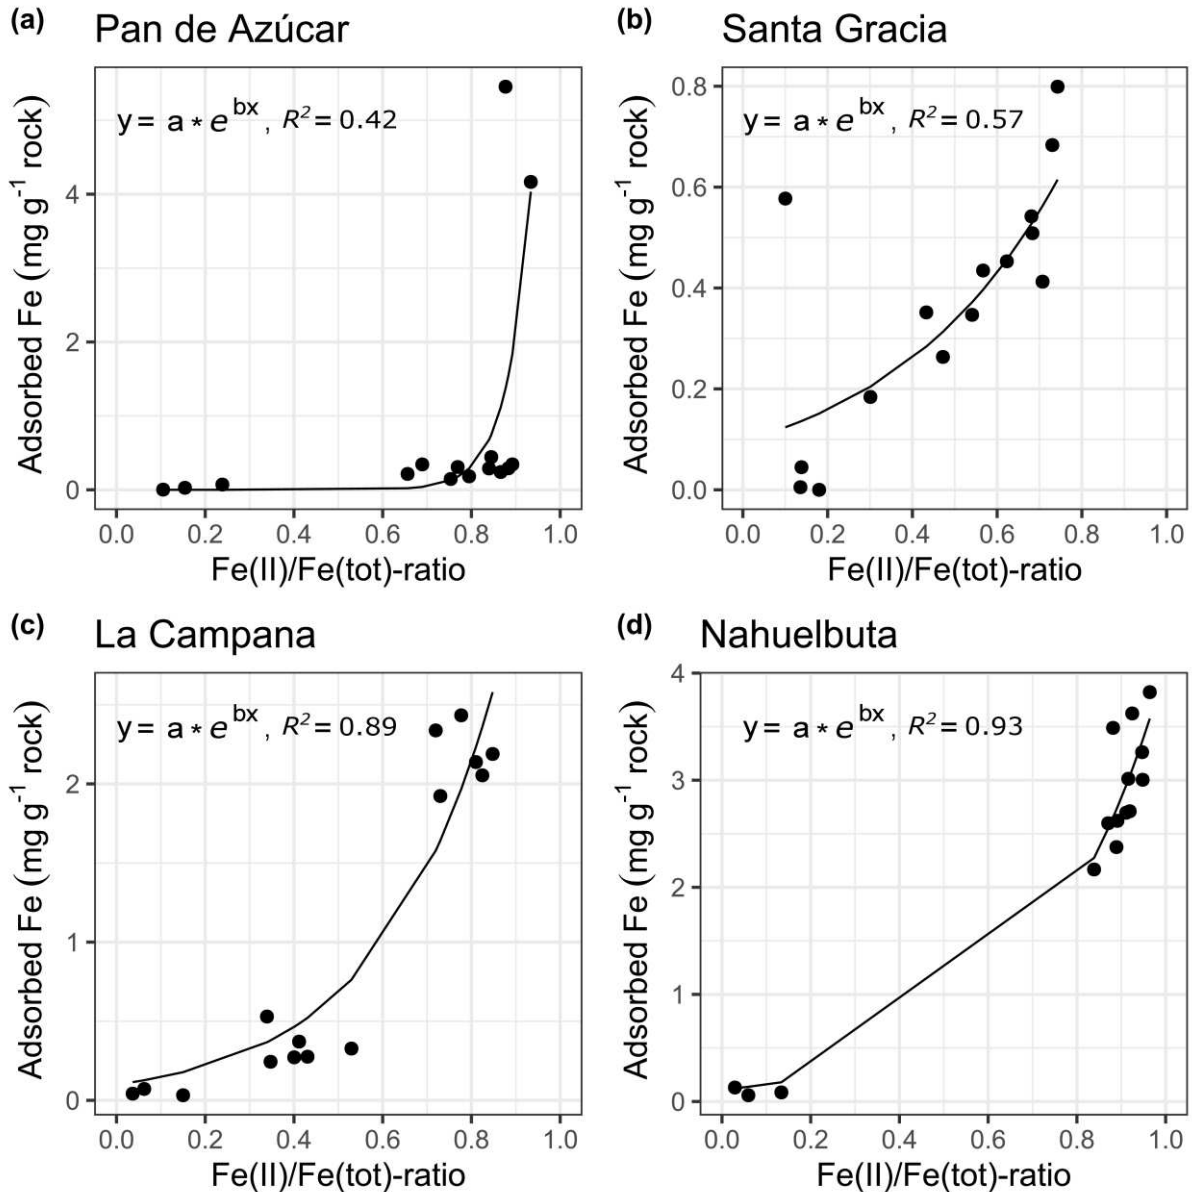 (a) Pan de Azúcar
y = a * e^bx , R² = 0.42
Adsorbed Fe (mg g⁻¹ rock)
4
2
0
0.0 0.2 0.4 0.6 0.8 1.0
Fe(II)/Fe(tot)-ratio
(b) Santa Gracia
y = a * e^bx , R² = 0.57
Adsorbed Fe (mg g⁻¹ rock)
0.8
0.6
0.4
0.2
0.0
0.0 0.2 0.4 0.6 0.8 1.0
Fe(II)/Fe(tot)-ratio
(c) La Campana
y = a * e^bx , R² = 0.89
Adsorbed Fe (mg g⁻¹ rock)
2
1
0
0.0 0.2 0.4 0.6 0.8 1.0
Fe(II)/Fe(tot)-ratio
(d) Nahuelbuta
y = a * e^bx , R² = 0.93
Adsorbed Fe (mg g⁻¹ rock)
4
3
2
1
0
0.0 0.2 0.4 0.6 0.8 1.0
Fe(II)/Fe(tot)-ratio